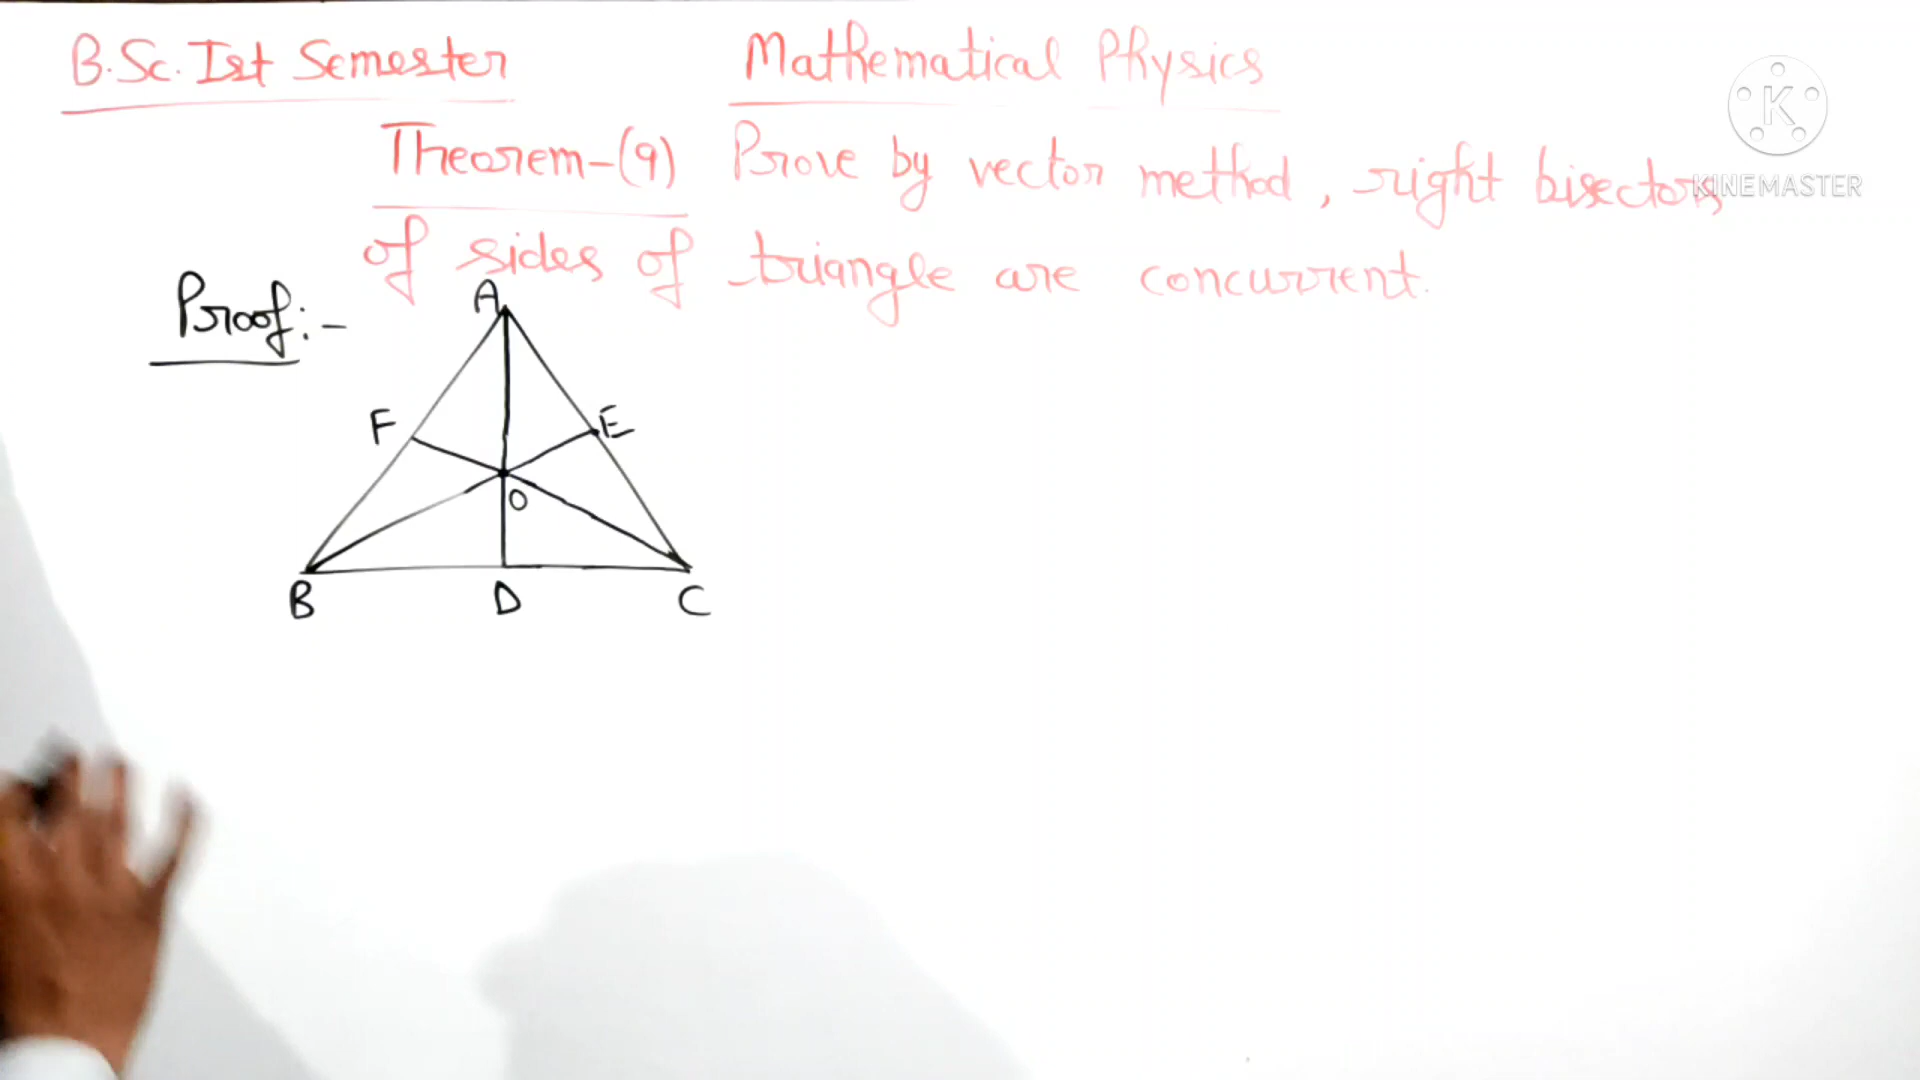 B.Sc. Ist Semester Mathematical Physics
Theorem-(9) Prove by vector method, right bisectors
of sides of triangle are concurrent.
Proof:-
A
F
E
O
B
D
C
K
KINEMASTER